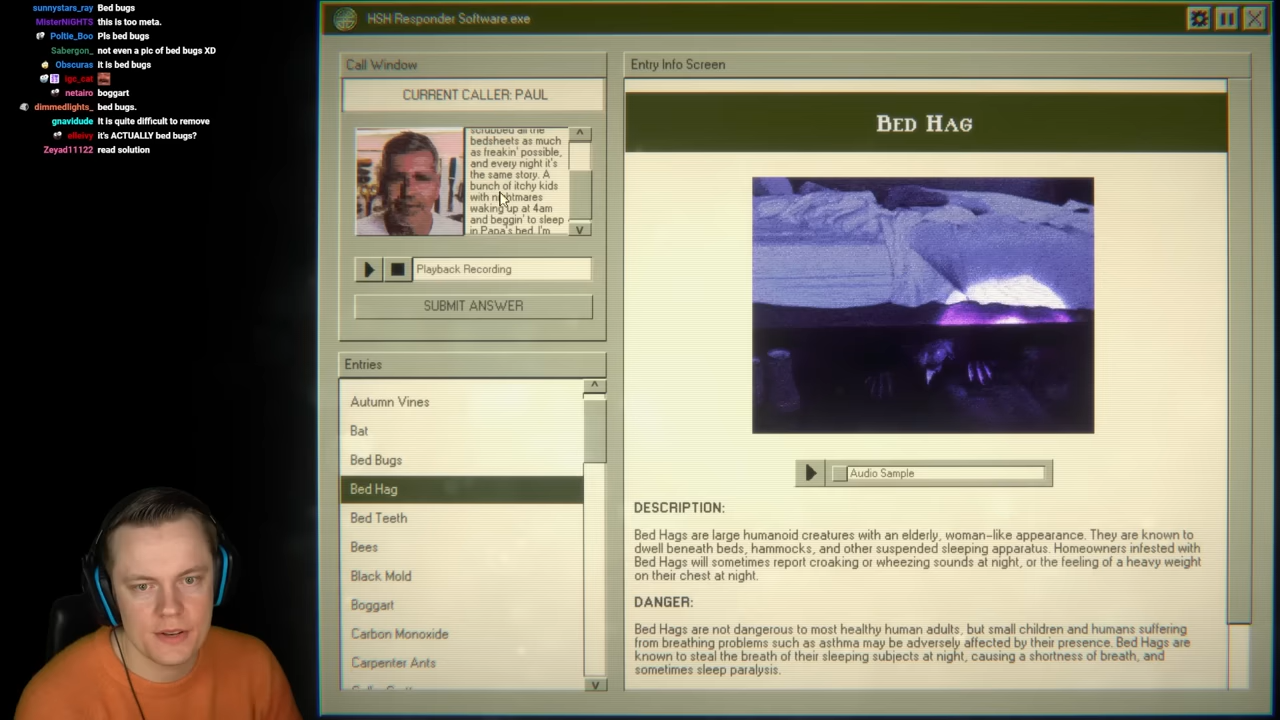 sunnystars_ray Bed bugs
MisterNIGHTS this is too meta.
Poltie_Boo Pls bed bugs
Sabergon_ not even a pic of bed bugs XD
Obscuras It is bed bugs
igc_cat
netairo boggart
dimmedlights_ bed bugs.
gnavidude It is quite difficult to remove
elleivy it's ACTUALLY bed bugs?
Zeyad11122 read solution
HSH Responder Software.exe
Call Window
CURRENT CALLER: PAUL
scrubbed all the
bedsheets as much
as freakin' possible,
and every night it's
the same story. A
bunch of itchy kids
with nightmares
waking up at 4am
and beggin' to sleep
in Papa's bed. I'm
Playback Recording
SUBMIT ANSWER
Entries
Autumn Vines
Bat
Bed Bugs
Bed Hag
Bed Teeth
Bees
Black Mold
Boggart
Carbon Monoxide
Carpenter Ants
Entry Info Screen
Bed Hag
Audio Sample
DESCRIPTION:
Bed Hags are large humanoid creatures with an elderly, woman-like appearance. They are known to
dwell beneath beds, hammocks, and other suspended sleeping apparatus. Homeowners infested with
Bed Hags will sometimes report croaking or wheezing sounds at night, or the feeling of a heavy weight
on their chest at night.
DANGER:
Bed Hags are not dangerous to most healthy human adults, but small children and humans suffering
from breathing problems such as asthma may be adversely affected by their presence. Bed Hags are
known to steal the breath of their sleeping subjects at night, causing a shortness of breath, and
sometimes sleep paralysis.